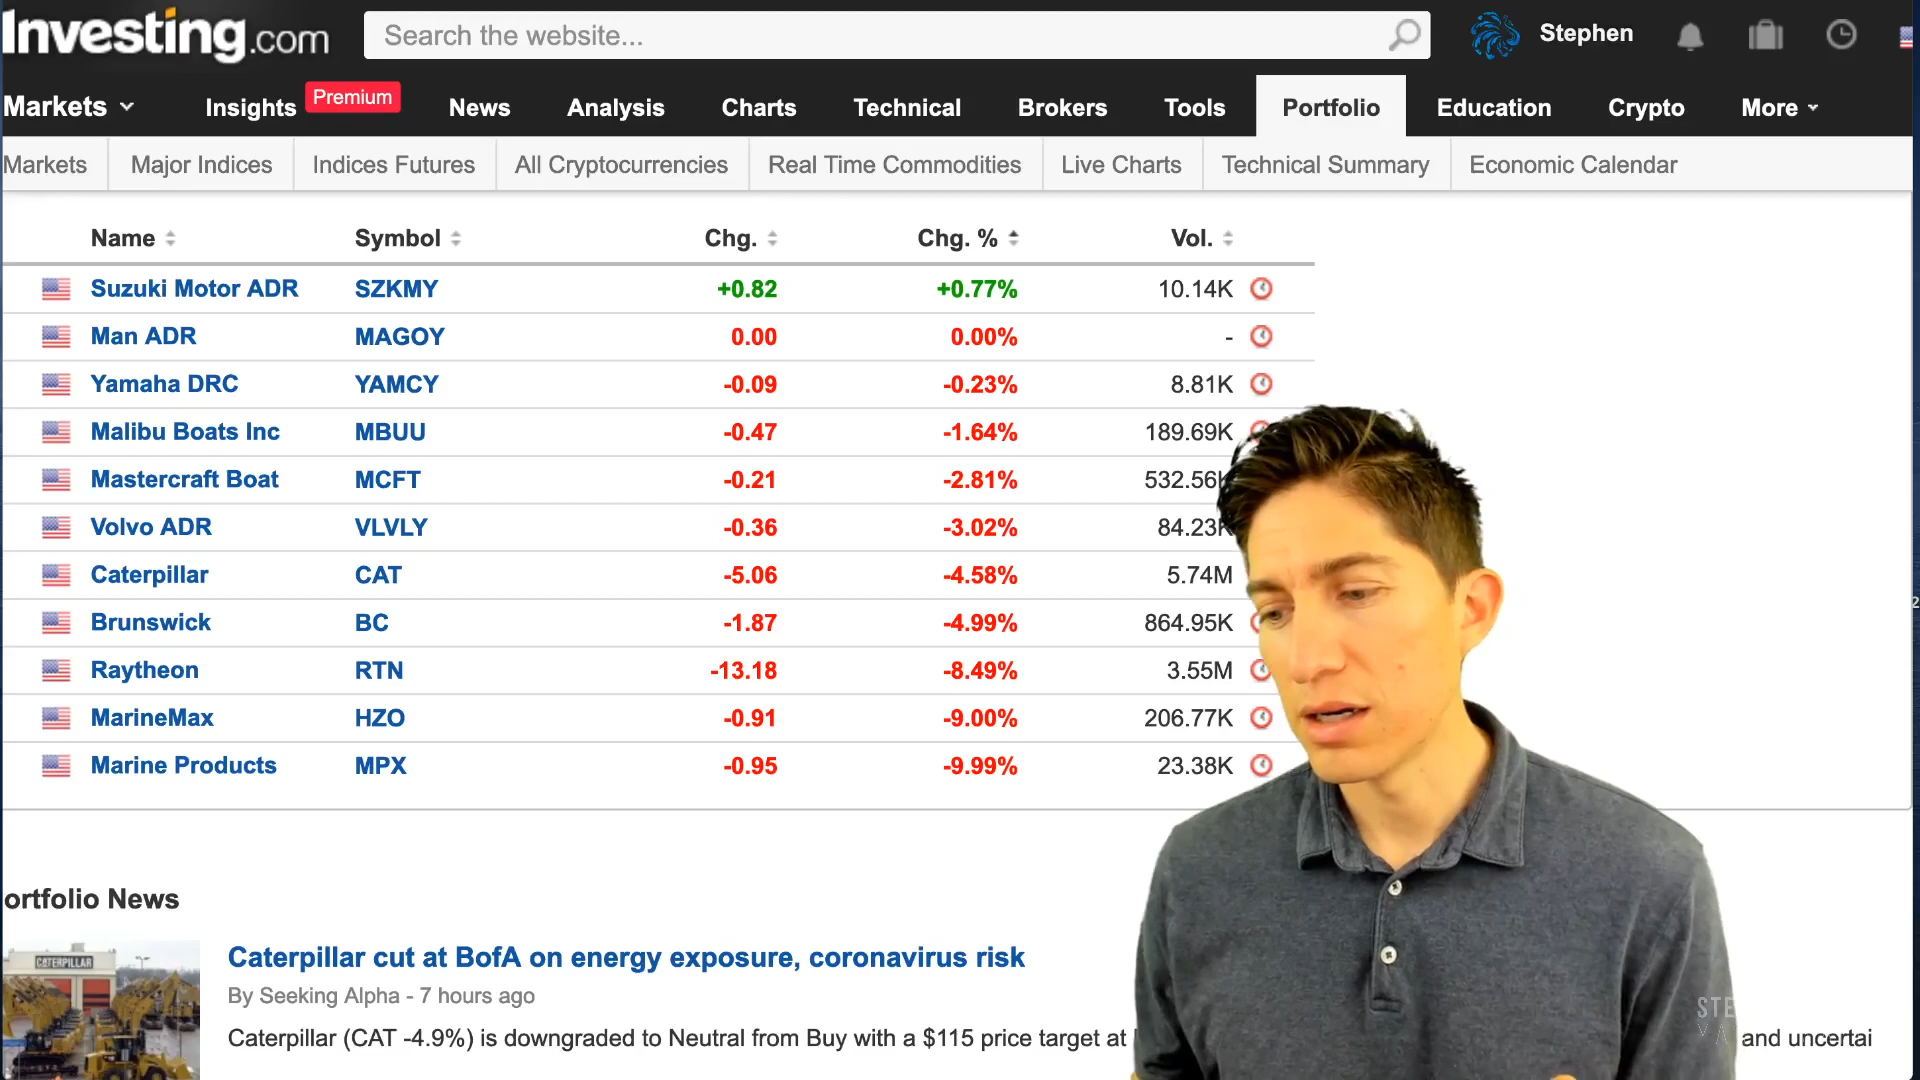 Investing.com Search the website... Stephen
Markets Insights Premium News Analysis Charts Technical Brokers Tools Portfolio Education Crypto More
Markets Major Indices Indices Futures All Cryptocurrencies Real Time Commodities Live Charts Technical Summary Economic Calendar
Name Symbol Chg. Chg. % Vol.
Suzuki Motor ADR SZKMY +0.82 +0.77% 10.14K
Man ADR MAGOY 0.00 0.00% -
Yamaha DRC YAMCY -0.09 -0.23% 8.81K
Malibu Boats Inc MBUU -0.47 -1.64% 189.69K
Mastercraft Boat MCFT -0.21 -2.81% 532.56K
Volvo ADR VLVLY -0.36 -3.02% 84.23K
Caterpillar CAT -5.06 -4.58% 5.74M
Brunswick BC -1.87 -4.99% 864.95K
Raytheon RTN -13.18 -8.49% 3.55M
MarineMax HZO -0.91 -9.00% 206.77K
Marine Products MPX -0.95 -9.99% 23.38K
ortfolio News
CATERPILLAR
Caterpillar cut at BofA on energy exposure, coronavirus risk
By Seeking Alpha - 7 hours ago
Caterpillar (CAT -4.9%) is downgraded to Neutral from Buy with a $115 price target at and uncertai